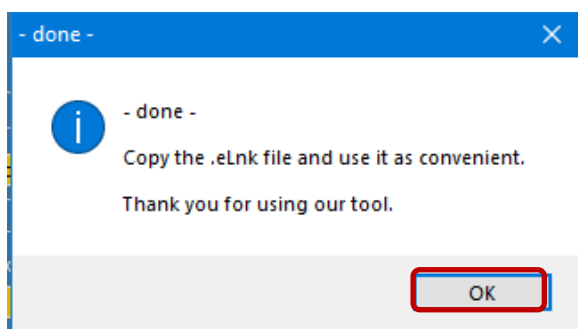 - done -
- done -
Copy the .eLnk file and use it as convenient.
Thank you for using our tool.
OK